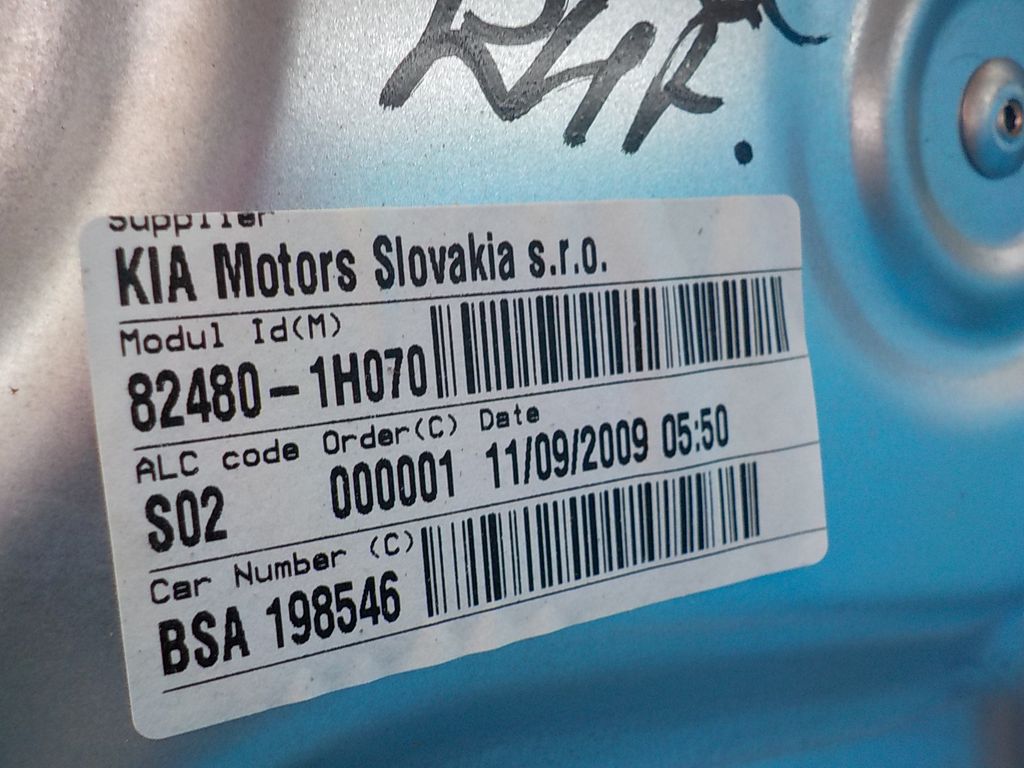 Supplier
KIA Motors Slovakia s.r.o.
Modul Id(M)
82480-1H070
ALC code Order(C) Date
S02 000001 11/09/2009 05:50
Car Number (C)
BSA 198546